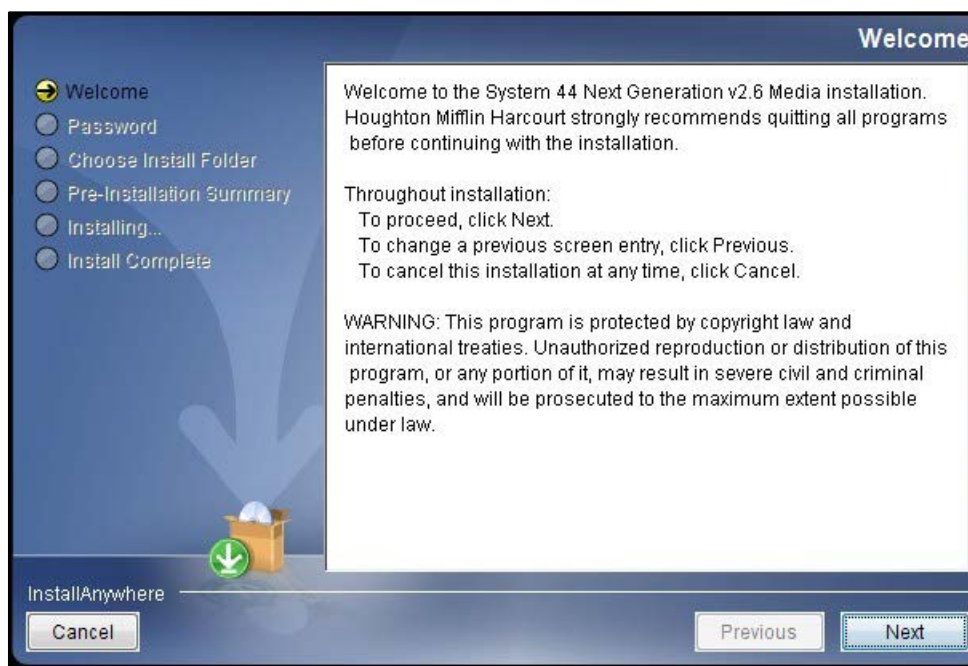 Welcome
Welcome
Password
Choose Install Folder
Pre-Installation Summary
Installing...
Install Complete
Welcome to the System 44 Next Generation v2.6 Media installation.
Houghton Mifflin Harcourt strongly recommends quitting all programs
before continuing with the installation.
Throughout installation:
To proceed, click Next.
To change a previous screen entry, click Previous.
To cancel this installation at any time, click Cancel.
WARNING: This program is protected by copyright law and
international treaties. Unauthorized reproduction or distribution of this
program, or any portion of it, may result in severe civil and criminal
penalties, and will be prosecuted to the maximum extent possible
under law.
InstallAnywhere
Cancel
Previous
Next